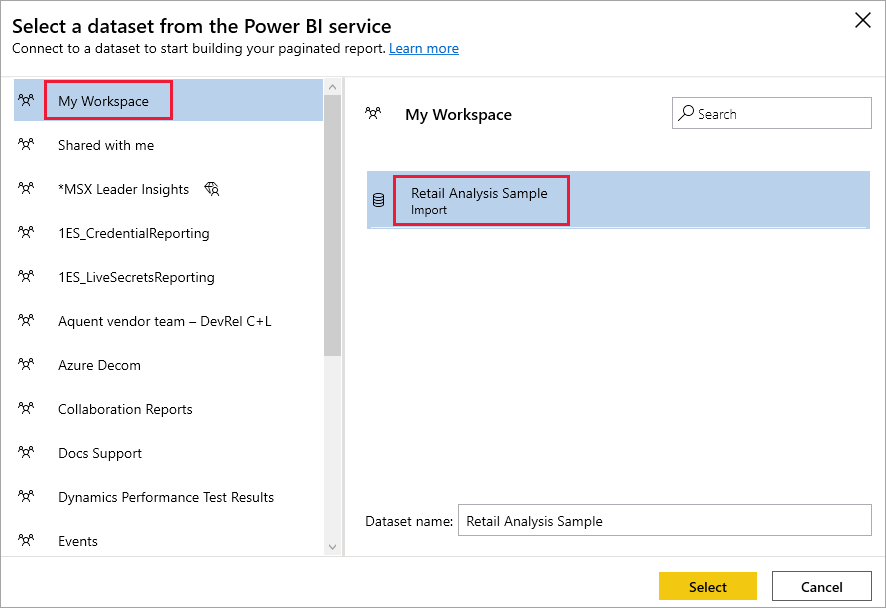 Select a dataset from the Power BI service
Connect to a dataset to start building your paginated report. Learn more
My Workspace
Shared with me
*MSX Leader Insights
1ES_CredentialReporting
1ES_LiveSecretsReporting
Aquent vendor team – DevRel C+L
Azure Decom
Collaboration Reports
Docs Support
Dynamics Performance Test Results
Events
My Workspace
Search
Retail Analysis Sample
Import
Dataset name: Retail Analysis Sample
Select
Cancel